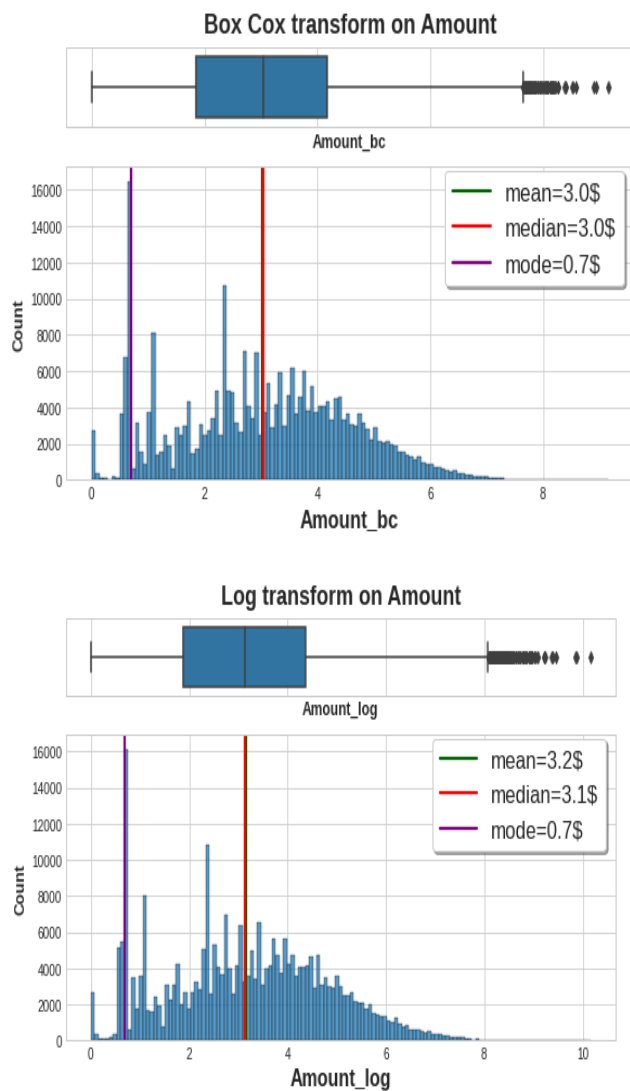 Box Cox transform on Amount
Amount_bc
16000
14000
12000
10000
8000
6000
4000
2000
0
Count
mean=3.0$
median=3.0$
mode=0.7$
0 2 4 6 8
Amount_bc
Log transform on Amount
Amount_log
16000
14000
12000
10000
8000
6000
4000
2000
0
Count
mean=3.2$
median=3.1$
mode=0.7$
0 2 4 6 8 10
Amount_log